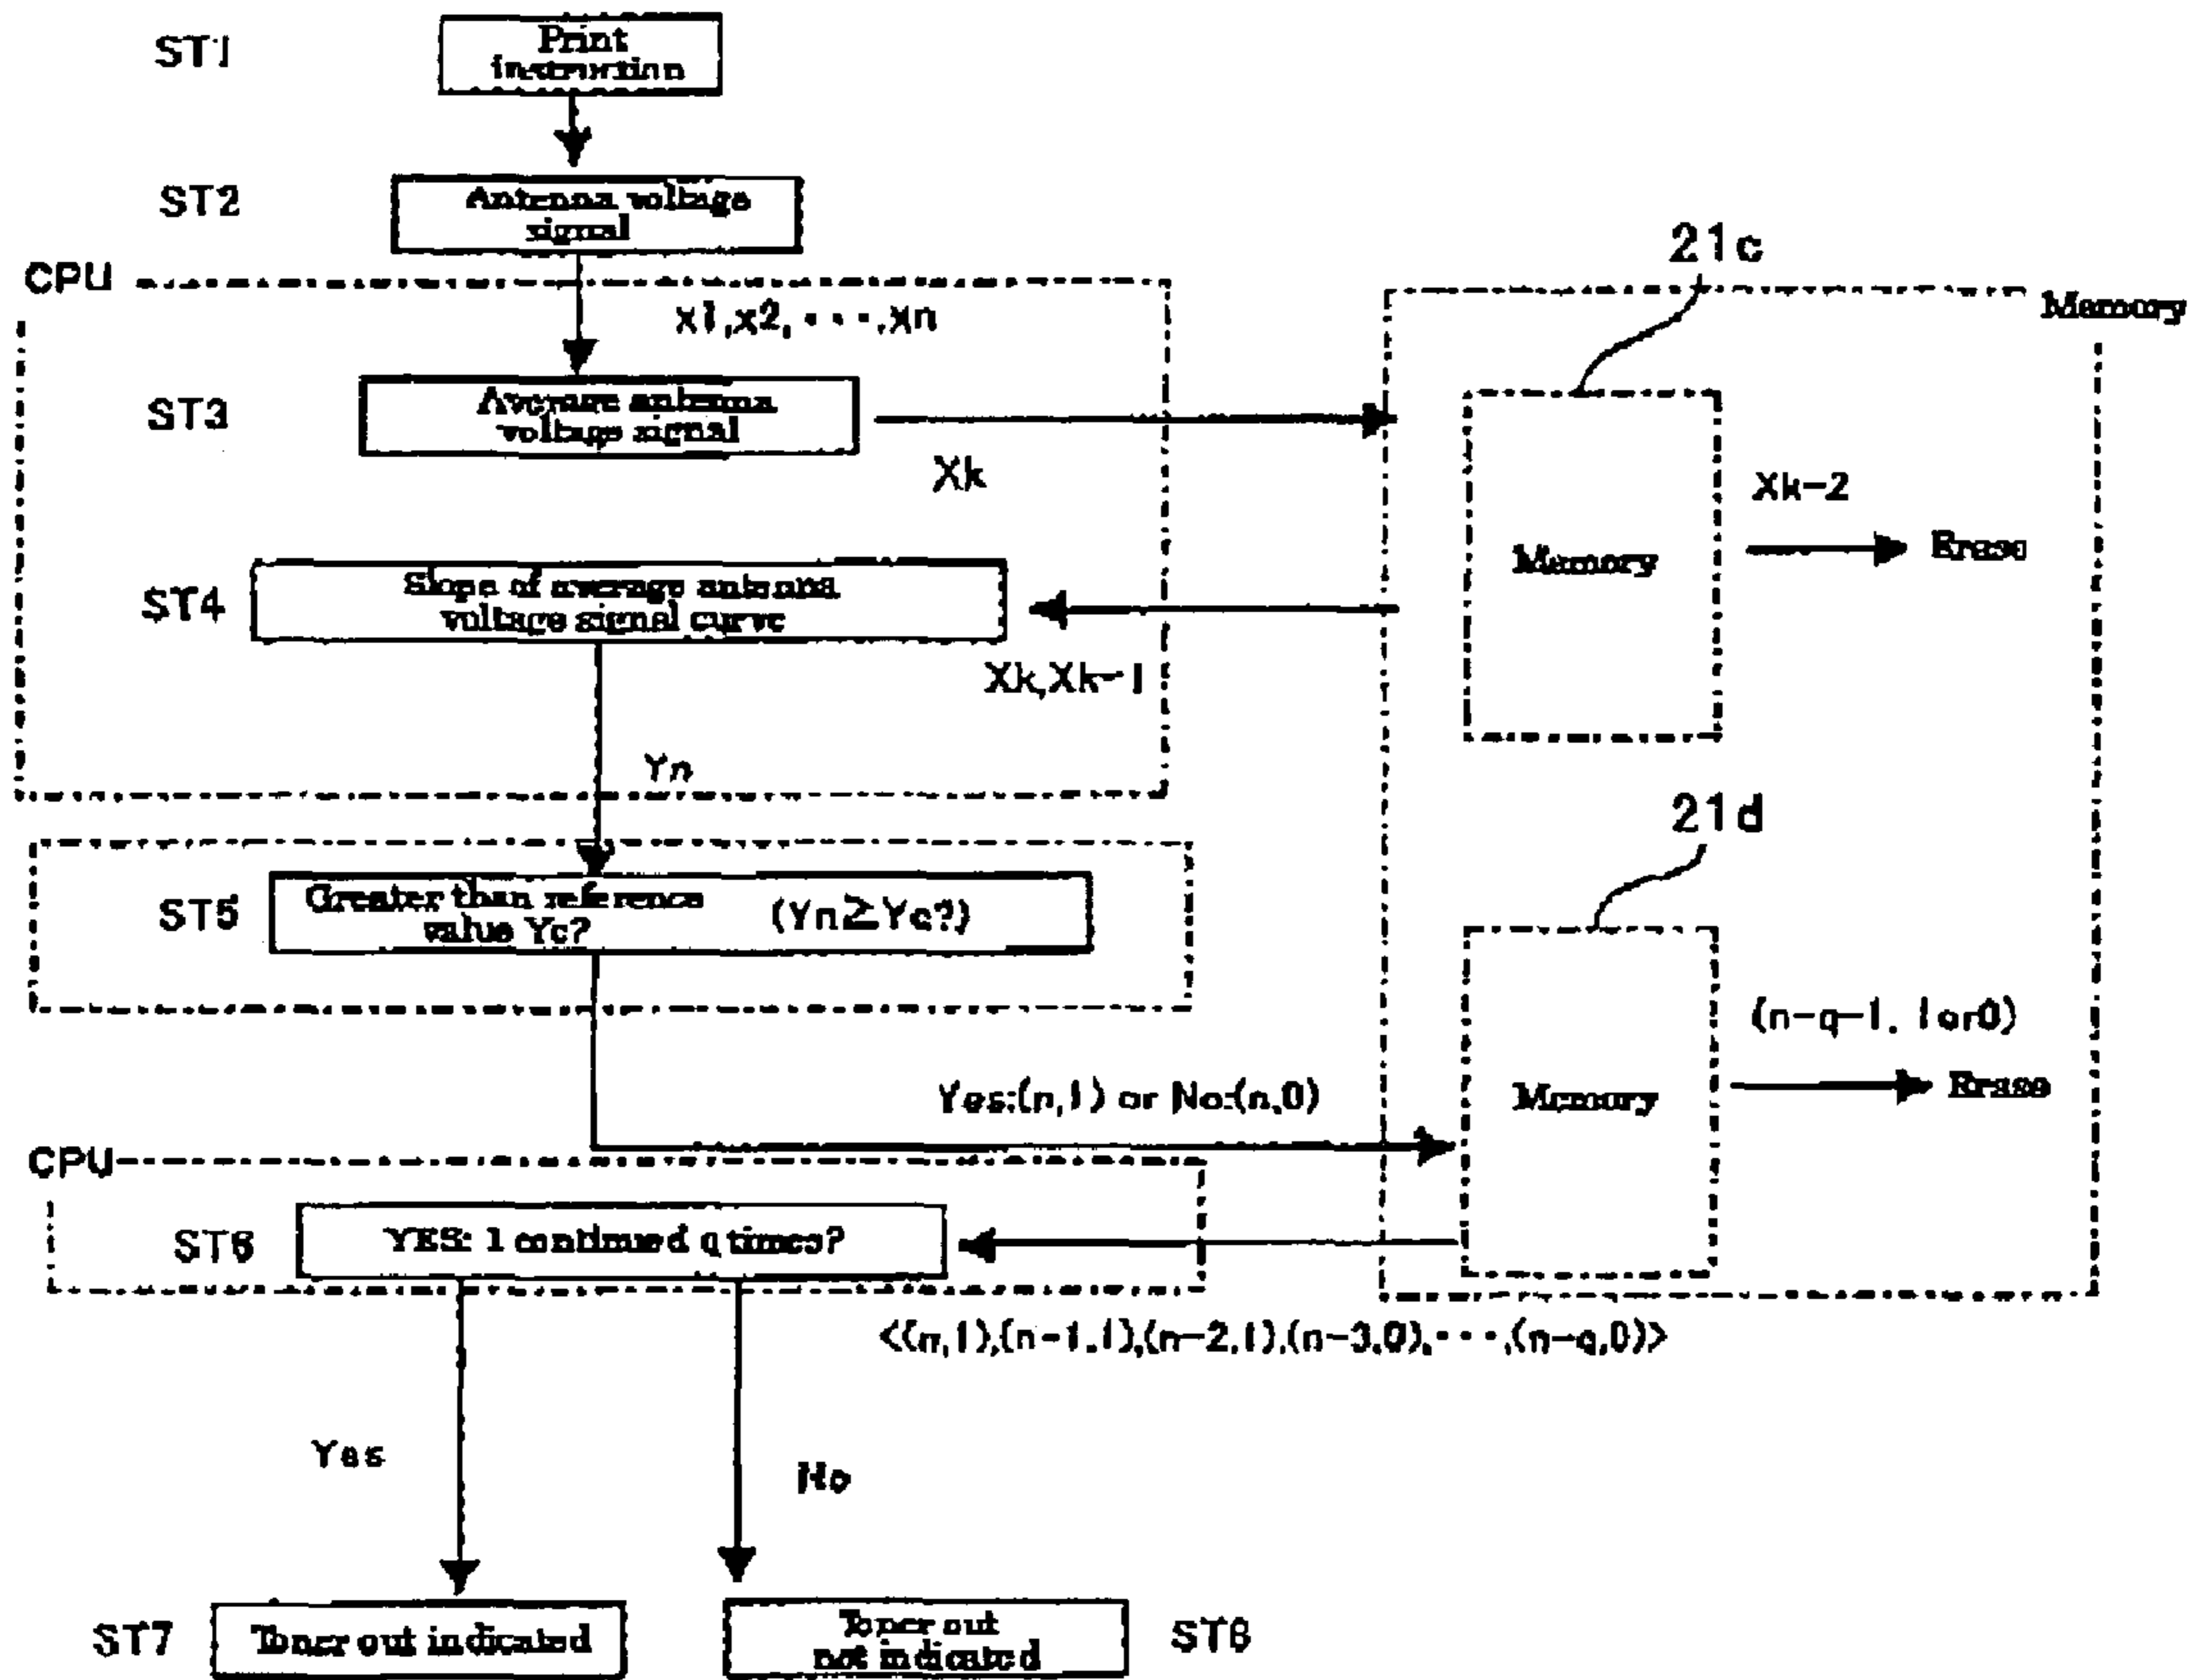 ST1
Print
instruction
ST2
Antenna voltage
signal
CPU
x1,x2,・・・,xn
21c
Memory
ST3
Average antenna
voltage signal
Xk
Memory
Xk-2
Erase
ST4
Slope of average antenna
voltage signal curve
Xk,Xk-1
Yn
21d
ST5
Greater than reference
value Yc?
(Yn≧Yc?)
Memory
(n-q-1, 1or0)
Erase
Yes:(n,1) or No:(n,0)
CPU
ST6
YES: 1 continued q times?
<(n,1),(n-1,1),(n-2,1),(n-3,0),・・・,(n-q,0)>
Yes
No
ST7
Toner out indicated
Toner out
not indicated
ST8